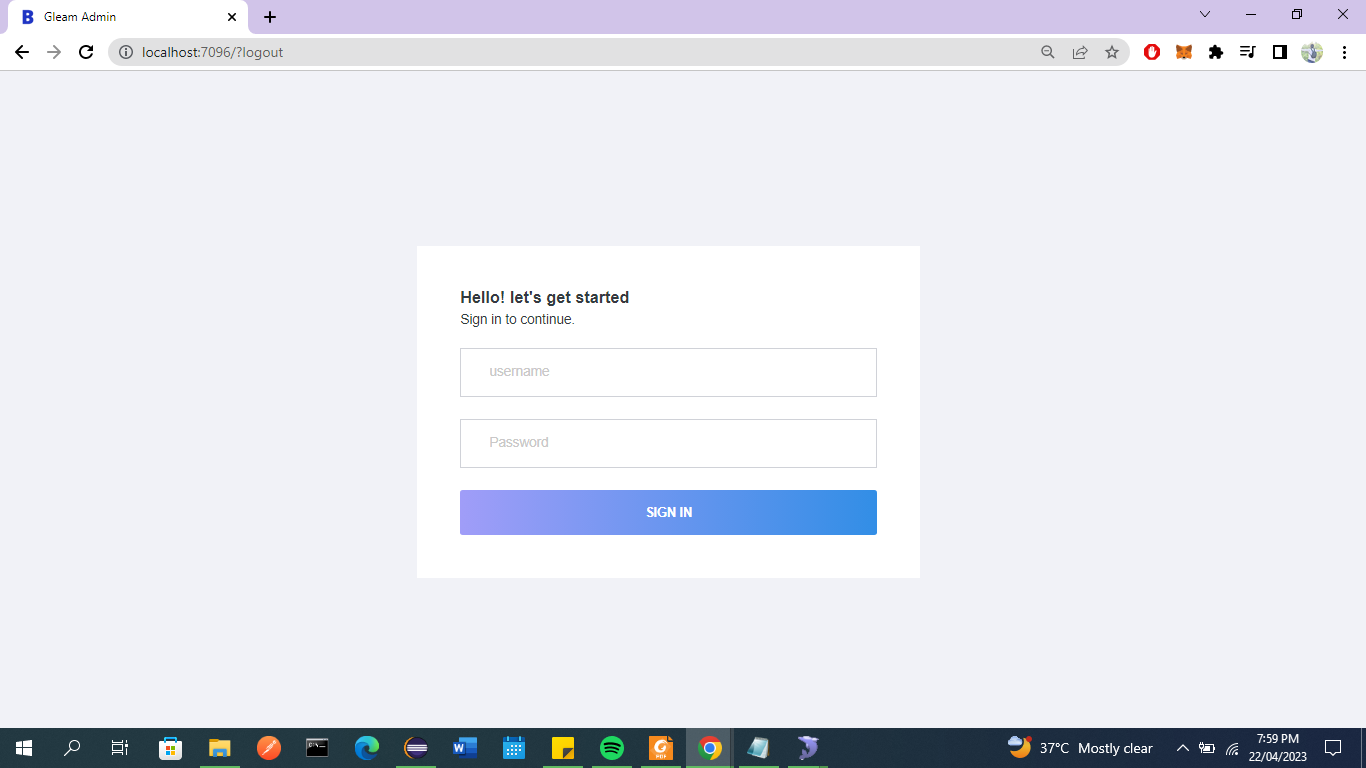 Gleam Admin
localhost:7096/?logout
Hello! let's get started
Sign in to continue.
username
Password
SIGN IN
37°C Mostly clear
7:59 PM
22/04/2023